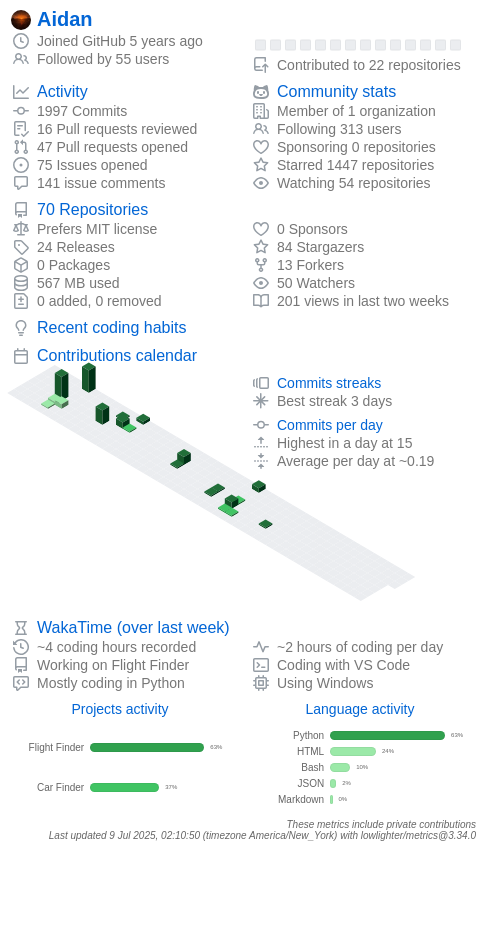 Aidan
Joined GitHub 5 years ago
Followed by 55 users
Contributed to 22 repositories
Activity
1997 Commits
16 Pull requests reviewed
47 Pull requests opened
75 Issues opened
141 issue comments
Community stats
Member of 1 organization
Following 313 users
Sponsoring 0 repositories
Starred 1447 repositories
Watching 54 repositories
70 Repositories
Prefers MIT license
24 Releases
0 Packages
567 MB used
0 added, 0 removed
0 Sponsors
84 Stargazers
13 Forkers
50 Watchers
201 views in last two weeks
Recent coding habits
Contributions calendar
Commits streaks
Best streak 3 days
Commits per day
Highest in a day at 15
Average per day at ~0.19
WakaTime (over last week)
~4 coding hours recorded
Working on Flight Finder
Mostly coding in Python
~2 hours of coding per day
Coding with VS Code
Using Windows
Projects activity
Flight Finder 63%
Car Finder 37%
Language activity
Python 63%
HTML 24%
Bash 10%
JSON 2%
Markdown 0%
These metrics include private contributions
Last updated 9 Jul 2025, 02:10:50 (timezone America/New_York) with lowlighter/metrics@3.34.0